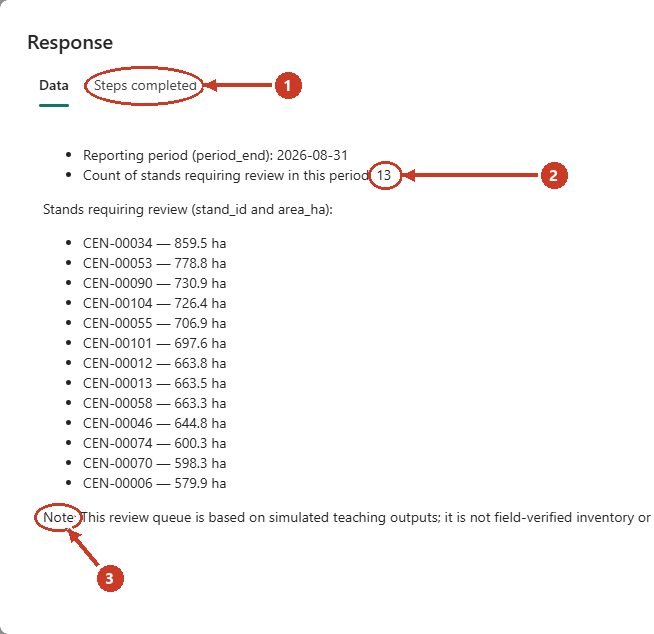 Response
Data Steps completed 1
Reporting period (period_end): 2026-08-31
Count of stands requiring review in this period: 13 2
Stands requiring review (stand_id and area_ha):
CEN-00034 — 859.5 ha
CEN-00053 — 778.8 ha
CEN-00090 — 730.9 ha
CEN-00104 — 726.4 ha
CEN-00055 — 706.9 ha
CEN-00101 — 697.6 ha
CEN-00012 — 663.8 ha
CEN-00013 — 663.5 ha
CEN-00058 — 663.3 ha
CEN-00046 — 644.8 ha
CEN-00074 — 600.3 ha
CEN-00070 — 598.3 ha
CEN-00006 — 579.9 ha
Note: This review queue is based on simulated teaching outputs; it is not field-verified inventory or
3